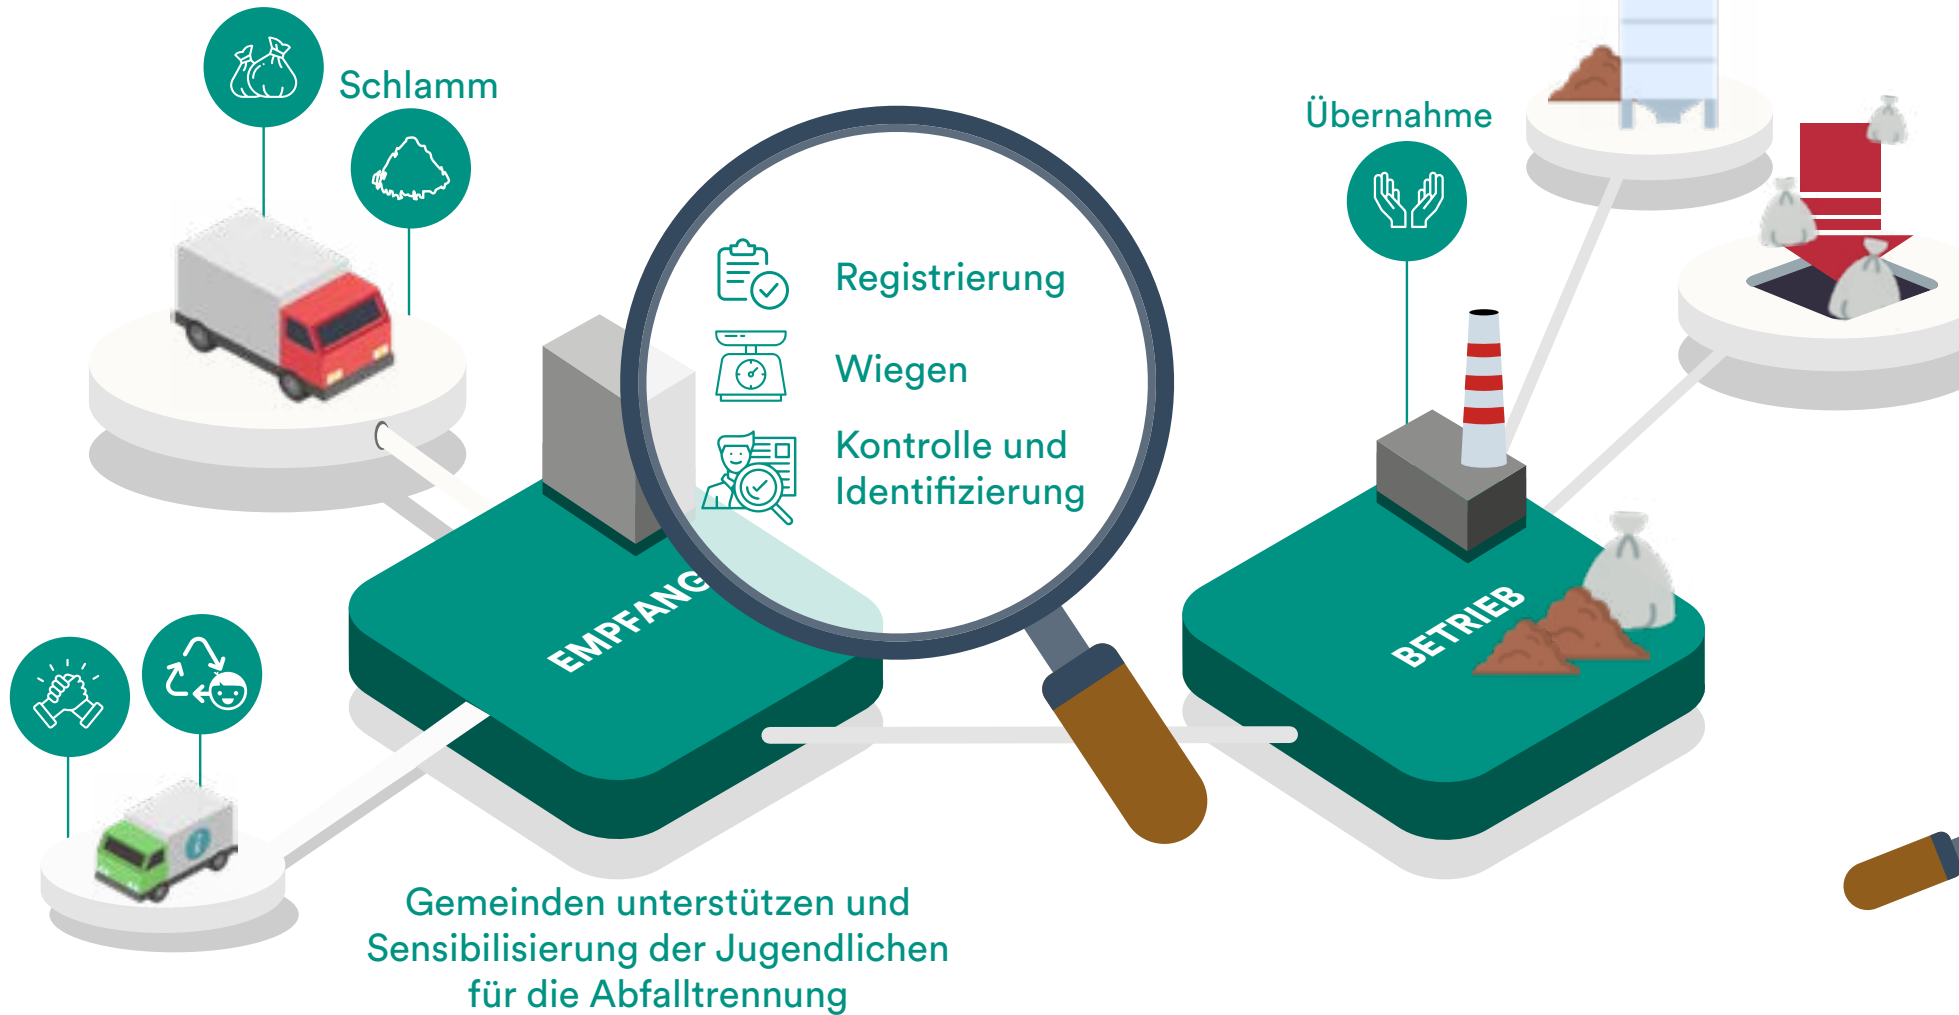 Schlamm
Übernahme
Registrierung
Wiegen
Kontrolle und
Identifizierung
EMPFANG
BETRIEB
Gemeinden unterstützen und
Sensibilisierung der Jugendlichen
für die Abfalltrennung